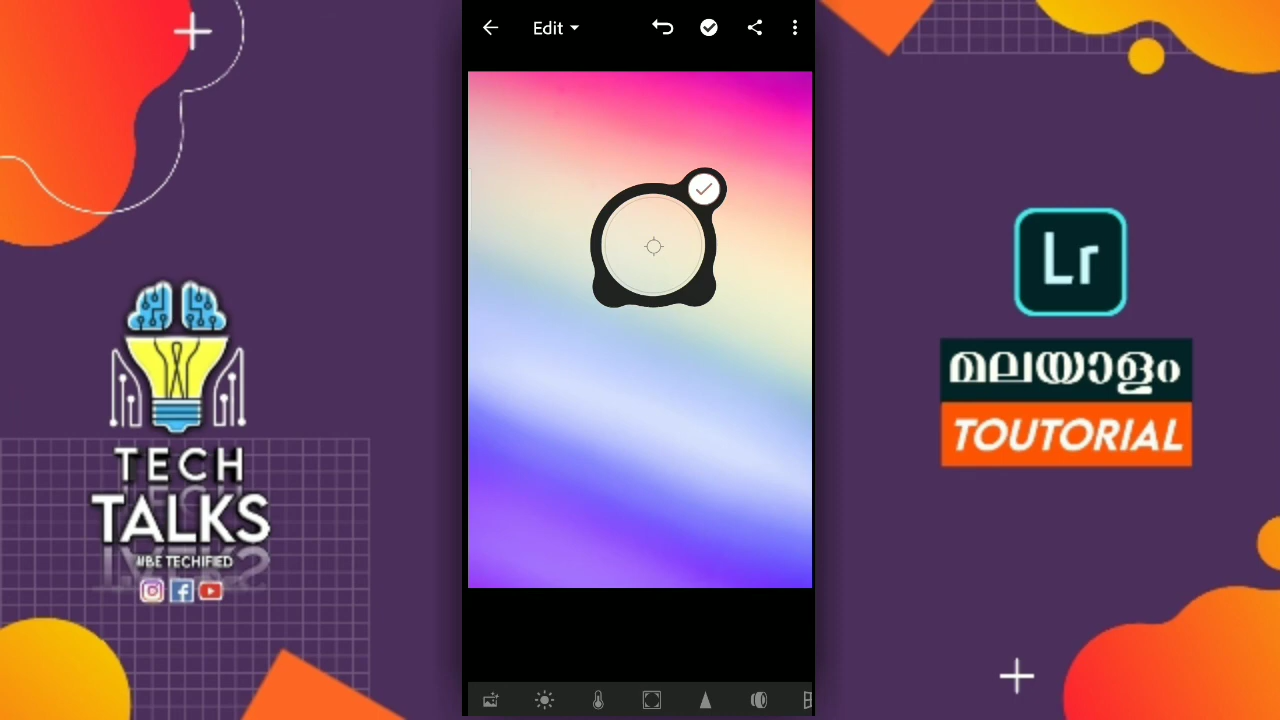 Edit
TECH
TALKS
#BE TECHIFIED
Lr
മലയാളം
TOUTORIAL